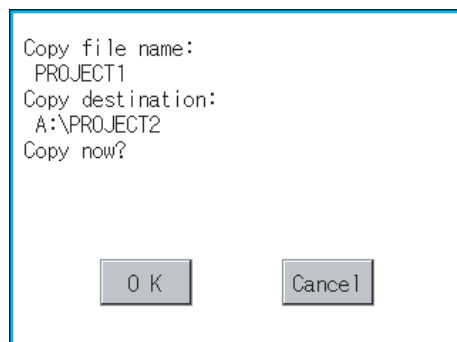 Copy file name:
PROJECT1
Copy destination:
A:\PROJECT2
Copy now?
OK Cancel